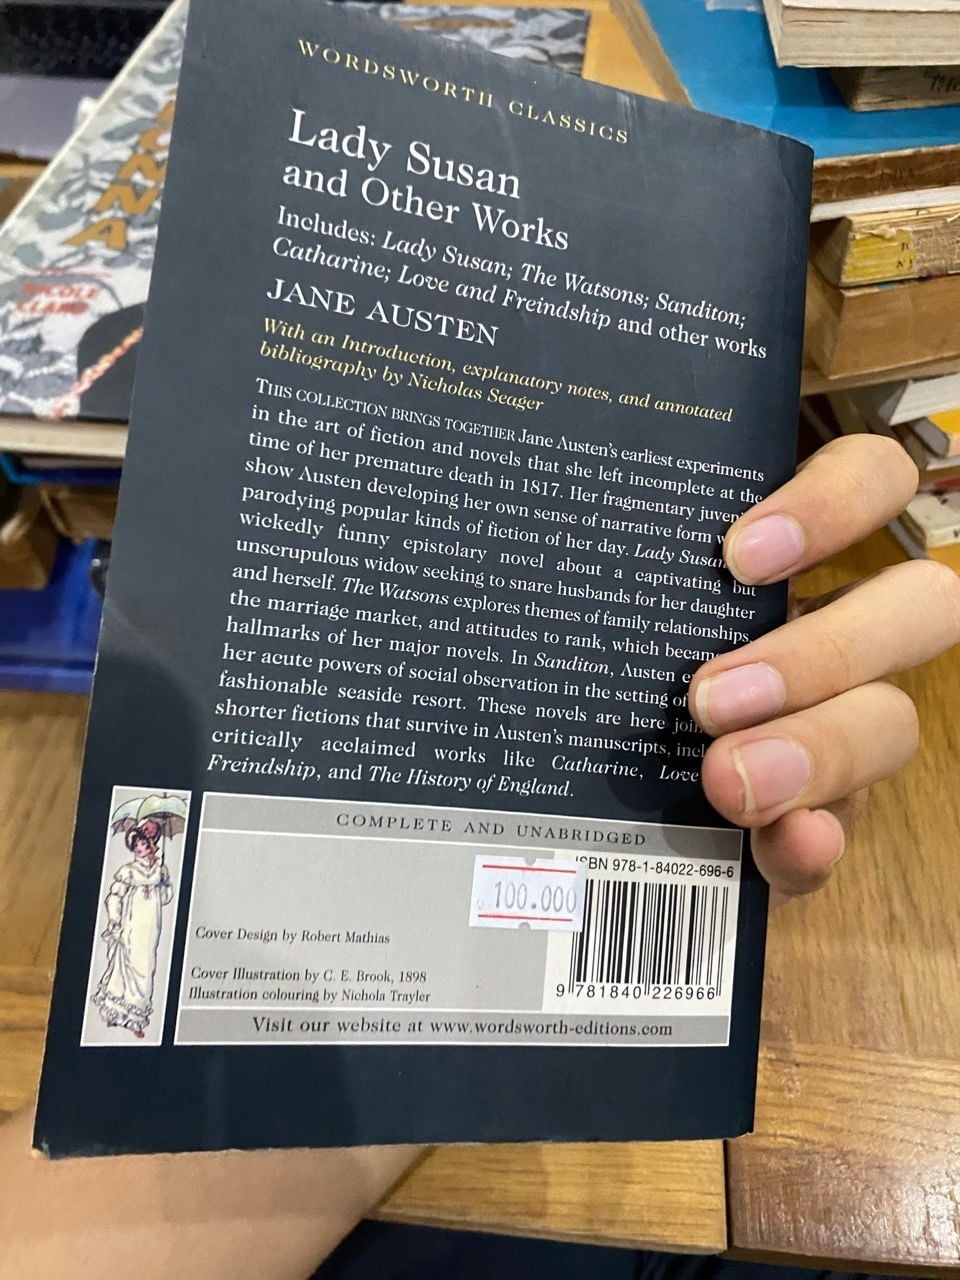 WORDSWORTH CLASSICS
Lady Susan
and Other Works
Includes: Lady Susan; The Watsons; Sanditon;
Catharine; Love and Freindship and other works
JANE AUSTEN
With an Introduction, explanatory notes, and annotated
bibliography by Nicholas Seager
THIS COLLECTION BRINGS TOGETHER Jane Austen's earliest experiments
in the art of fiction and novels that she left incomplete at the
time of her premature death in 1817. Her fragmentary
show Austen developing her own sense of narrative form
parodying popular kinds of fiction of her day. Lady Susan
wickedly funny epistolary novel about a captivating but
unscrupulous widow seeking to snare husbands for her daughter
and herself. The Watsons explores themes of family relationships,
the marriage market, and attitudes to rank, which became
hallmarks of her major novels. In Sanditon, Austen
her acute powers of social observation in the setting of
fashionable seaside resort. These novels are here
shorter fictions that survive in Austen's manuscripts,
critically acclaimed works like Catharine, Love
Freindship, and The History of England.
COMPLETE AND UNABRIDGED
ISBN 978-1-84022-696-6
100.000
Cover Design by Robert Mathias
Cover Illustration by C. E. Brook, 1898
Illustration colouring by Nichola Trayler
9 781840 226966
Visit our website at www.wordsworth-editions.com